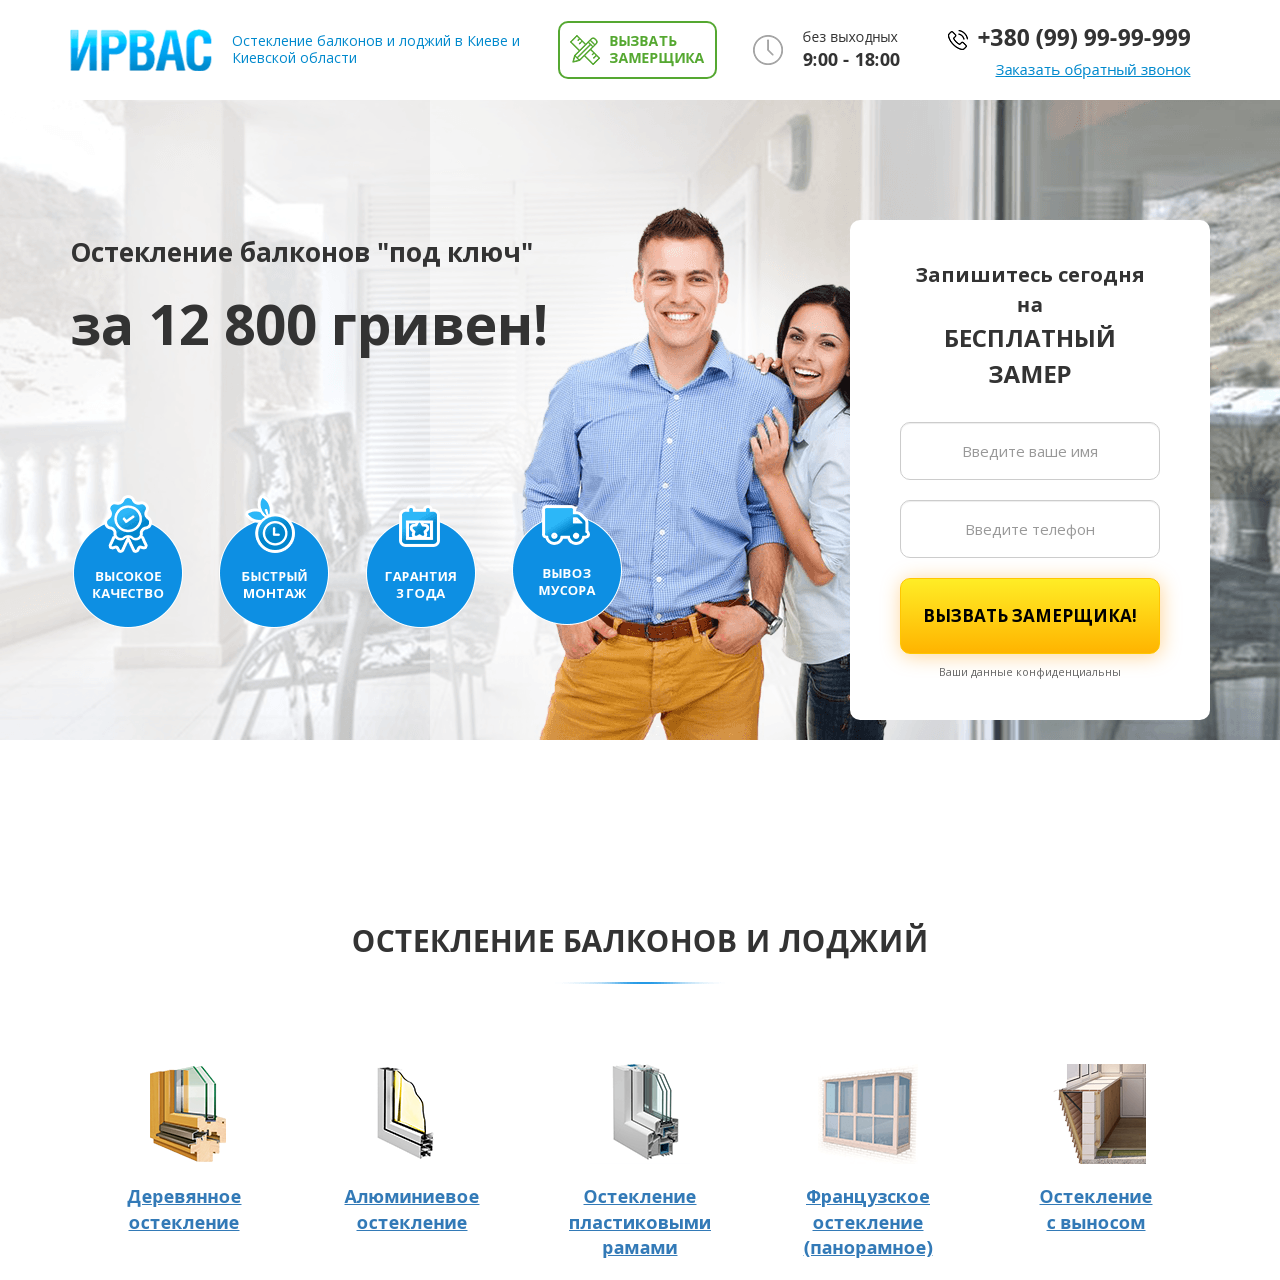 ИРВАС
Остекление балконов и лоджий в Киеве и
Киевской области
ВЫЗВАТЬ
ЗАМЕРЩИКА
без выходных
9:00 - 18:00
+380 (99) 99-99-999
Заказать обратный звонок
Остекление балконов "под ключ"
за 12 800 гривен!
ВЫСОКОЕ
КАЧЕСТВО
БЫСТРЫЙ
МОНТАЖ
ГАРАНТИЯ
3 ГОДА
ВЫВОЗ
МУСОРА
Запишитесь сегодня
на
БЕСПЛАТНЫЙ
ЗАМЕР
Введите ваше имя
Введите телефон
ВЫЗВАТЬ ЗАМЕРЩИКА!
Ваши данные конфиденциальны
ОСТЕКЛЕНИЕ БАЛКОНОВ И ЛОДЖИЙ
Деревянное
остекление
Алюминиевое
остекление
Остекление
пластиковыми
рамами
Французское
остекление
(панорамное)
Остекление
с выносом